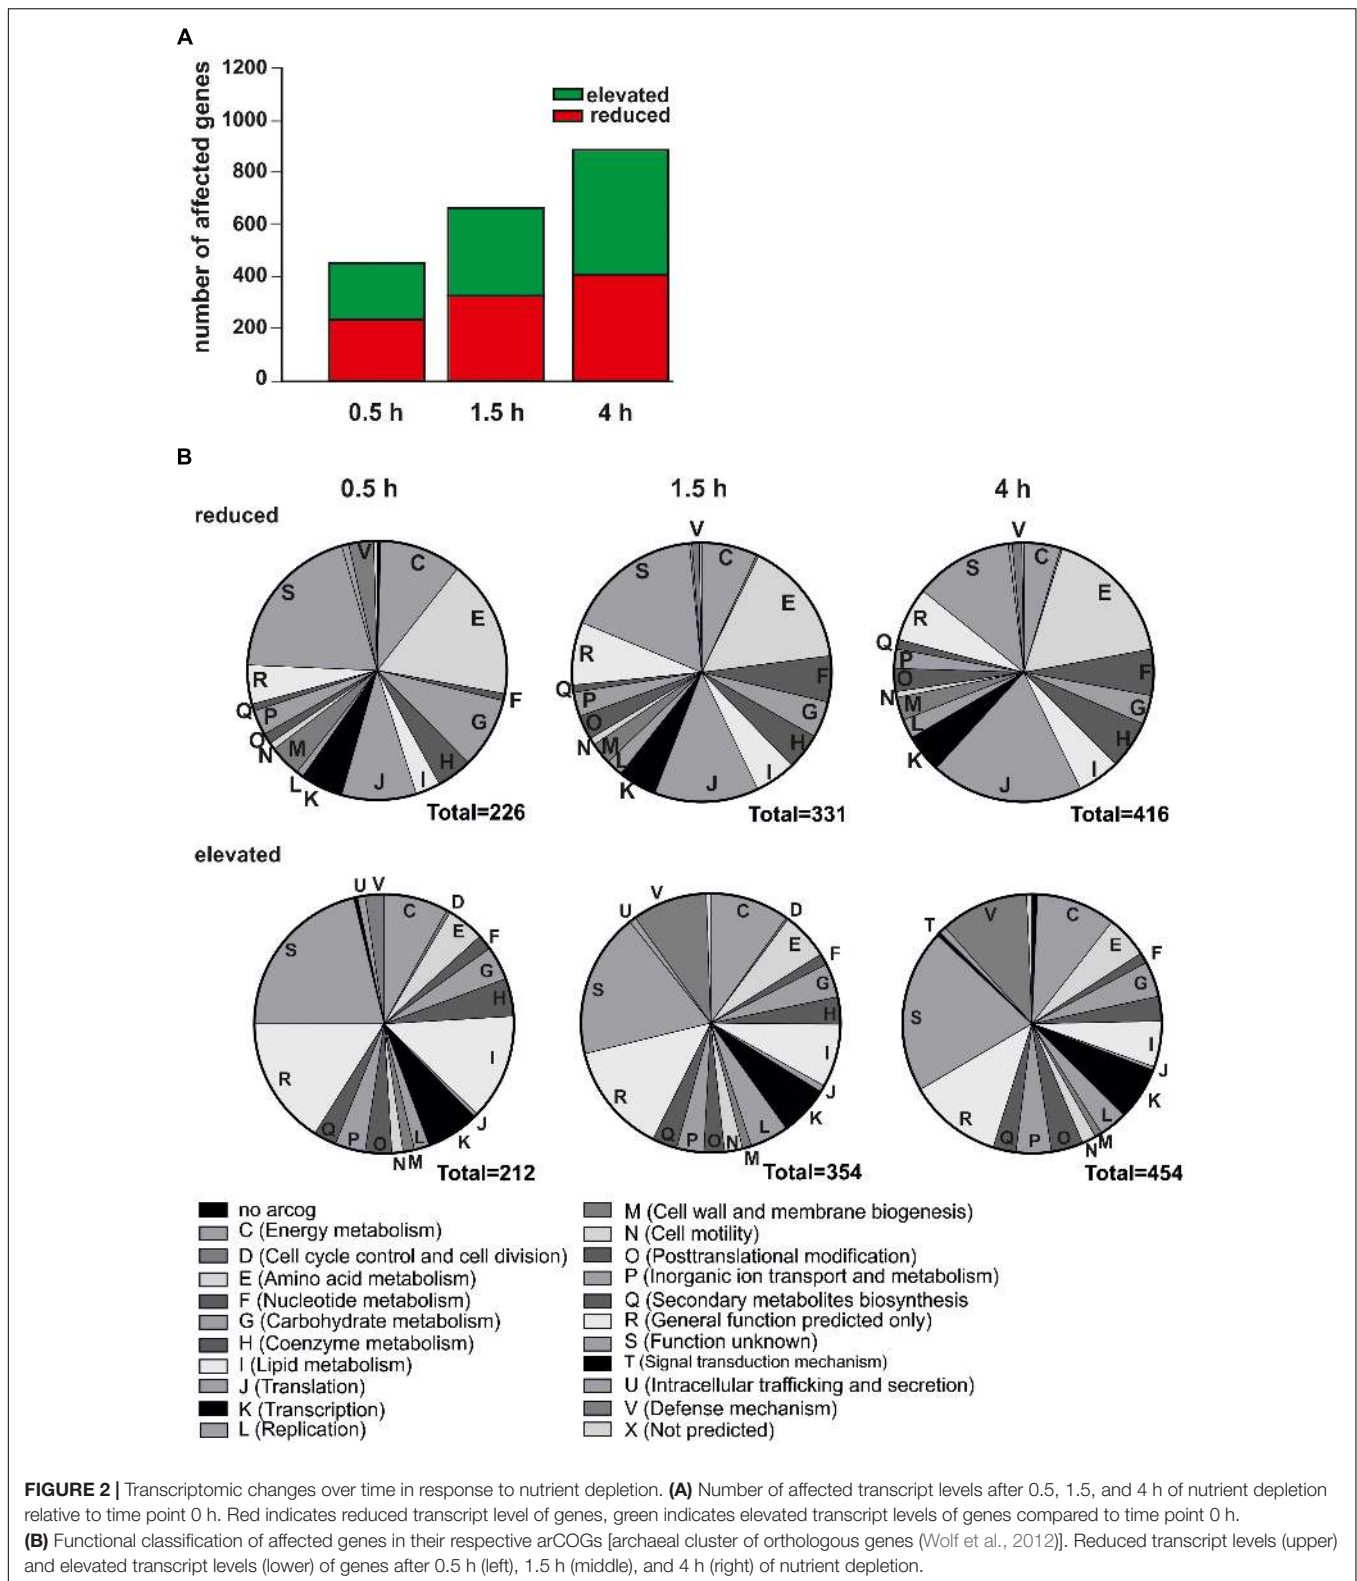 A
number of affected genes
1200
1000
800
600
400
200
0
elevated
reduced
0.5 h
1.5 h
4 h
B
0.5 h
1.5 h
4 h
reduced
V
C
E
F
G
H
I
J
K
L
M
N
O
P
Q
R
S
Total=226
V
C
E
F
G
H
I
J
K
L
M
N
O
P
Q
R
S
Total=331
V
C
E
F
G
H
I
J
K
L
M
N
O
P
Q
R
S
Total=416
elevated
U
V
C
D
E
F
G
H
I
J
K
L
M
N
O
P
Q
R
S
Total=212
U
V
C
D
E
F
G
H
I
J
K
L
M
N
O
P
Q
R
S
Total=354
T
V
C
E
F
G
I
J
K
L
M
N
O
P
Q
R
S
Total=454
no arcog
C (Energy metabolism)
D (Cell cycle control and cell division)
E (Amino acid metabolism)
F (Nucleotide metabolism)
G (Carbohydrate metabolism)
H (Coenzyme metabolism)
I (Lipid metabolism)
J (Translation)
K (Transcription)
L (Replication)
M (Cell wall and membrane biogenesis)
N (Cell motility)
O (Posttranslational modification)
P (Inorganic ion transport and metabolism)
Q (Secondary metabolites biosynthesis
R (General function predicted only)
S (Function unknown)
T (Signal transduction mechanism)
U (Intracellular trafficking and secretion)
V (Defense mechanism)
X (Not predicted)
FIGURE 2 | Transcriptomic changes over time in response to nutrient depletion. (A) Number of affected transcript levels after 0.5, 1.5, and 4 h of nutrient depletion
relative to time point 0 h. Red indicates reduced transcript level of genes, green indicates elevated transcript levels of genes compared to time point 0 h.
(B) Functional classification of affected genes in their respective arCOGs [archaeal cluster of orthologous genes (Wolf et al., 2012)]. Reduced transcript levels (upper)
and elevated transcript levels (lower) of genes after 0.5 h (left), 1.5 h (middle), and 4 h (right) of nutrient depletion.